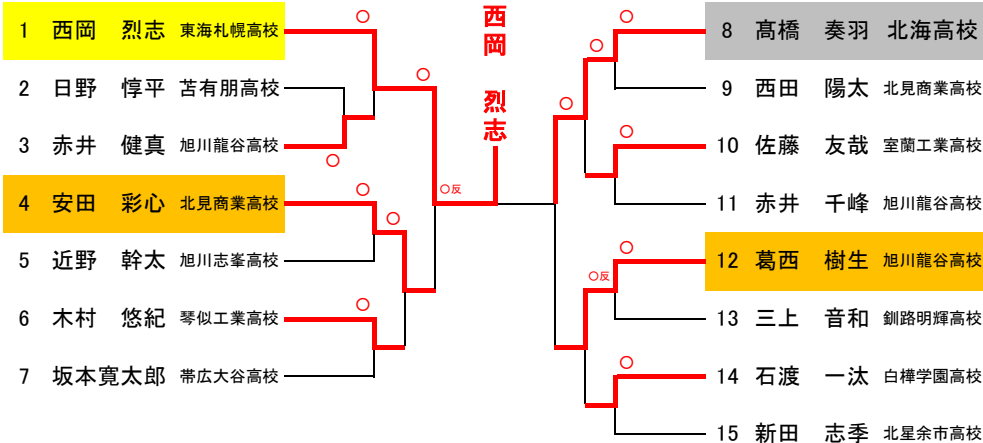 1 西岡 烈志 東海札幌高校
2 日野 惇平 苫有朋高校
3 赤井 健真 旭川龍谷高校
4 安田 彩心 北見商業高校
5 近野 幹太 旭川志峯高校
6 木村 悠紀 琴似工業高校
7 坂本寛太郎 帯広大谷高校
西岡 烈志
○反
8 髙橋 奏羽 北海高校
9 西田 陽太 北見商業高校
10 佐藤 友哉 室蘭工業高校
11 赤井 千峰 旭川龍谷高校
12 葛西 樹生 旭川龍谷高校
○反
13 三上 音和 釧路明輝高校
14 石渡 一汰 白樺学園高校
15 新田 志季 北星余市高校